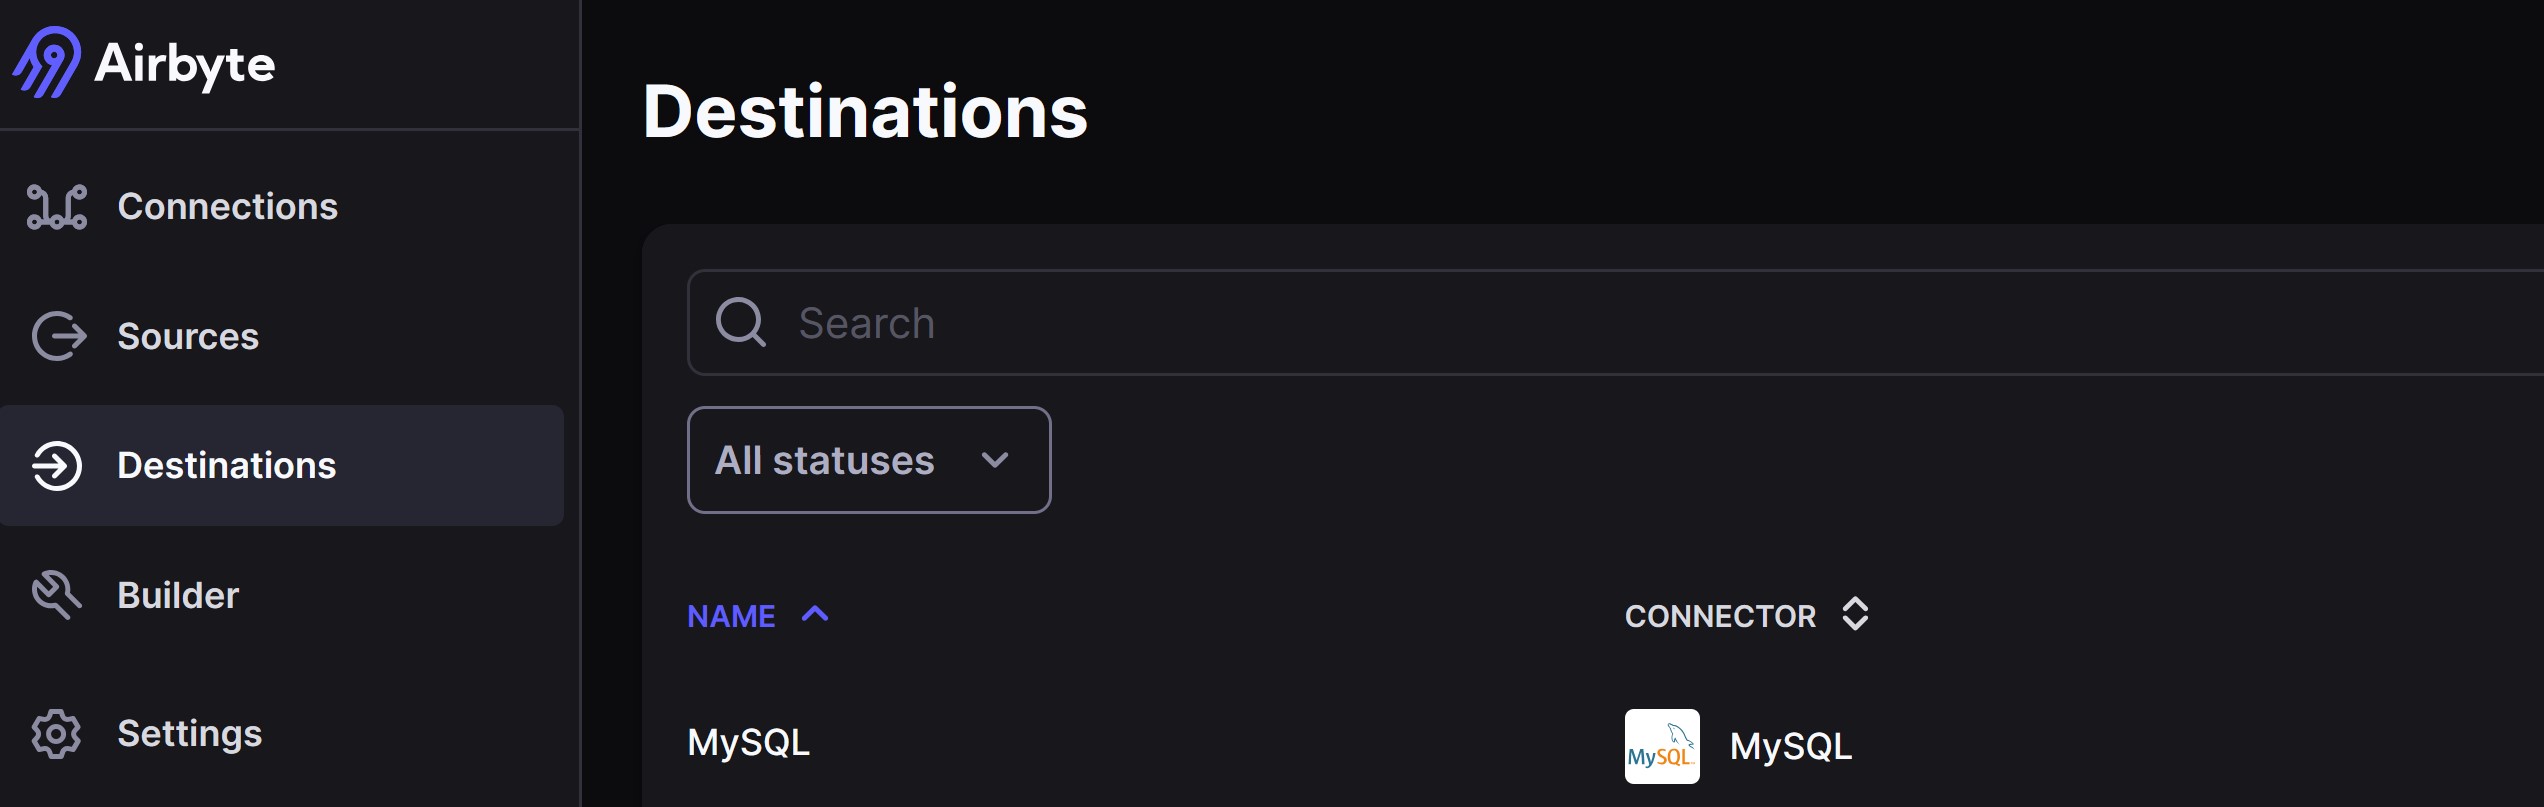 Airbyte
Connections
Sources
Destinations
Builder
Settings
Destinations
Search
All statuses
NAME
CONNECTOR
MySQL
MySQL
MySQL